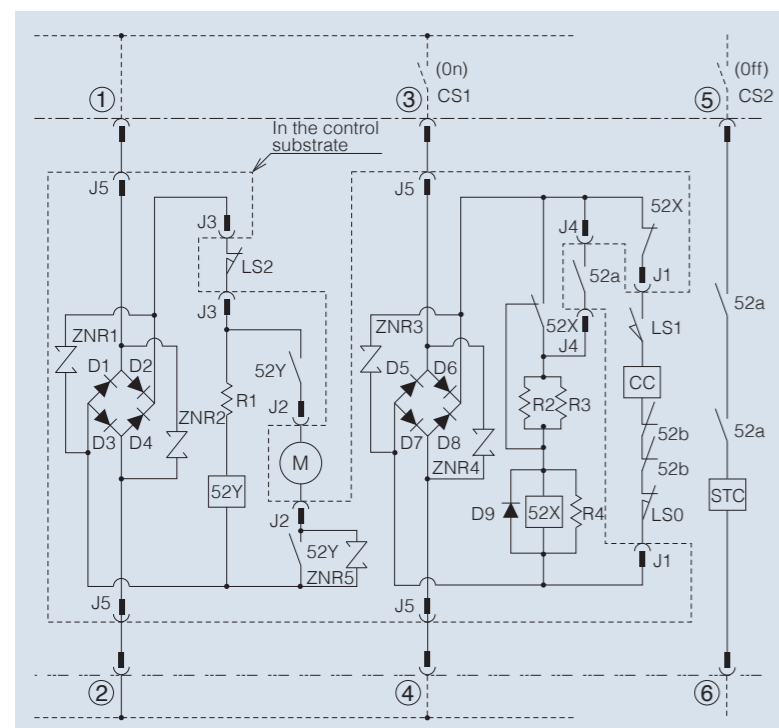 (0n)
(0ff)
① ③ CS1 ⑤ CS2
In the control
substrate
J5 J5
J3 J4 52X
LS2 52a J1 52a
J3
ZNR1 ZNR3 52X LS1
J4
D1 D2 52Y D5 D6 CC
R1 R2 R3
ZNR2 J2 52b 52a
D3 D4 D7 D8
M ZNR4 52b
52Y D9 52X R4 STC
J2 LS0
52Y J1
ZNR5
J5 J5
② ④ ⑥